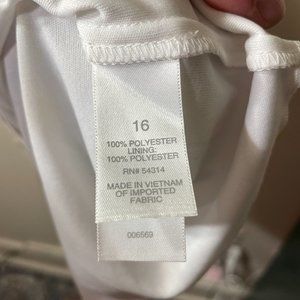 16
100% POLYESTER
LINING:
100% POLYESTER
RN# 54314
MADE IN VIETNAM
OF IMPORTED
FABRIC
006569